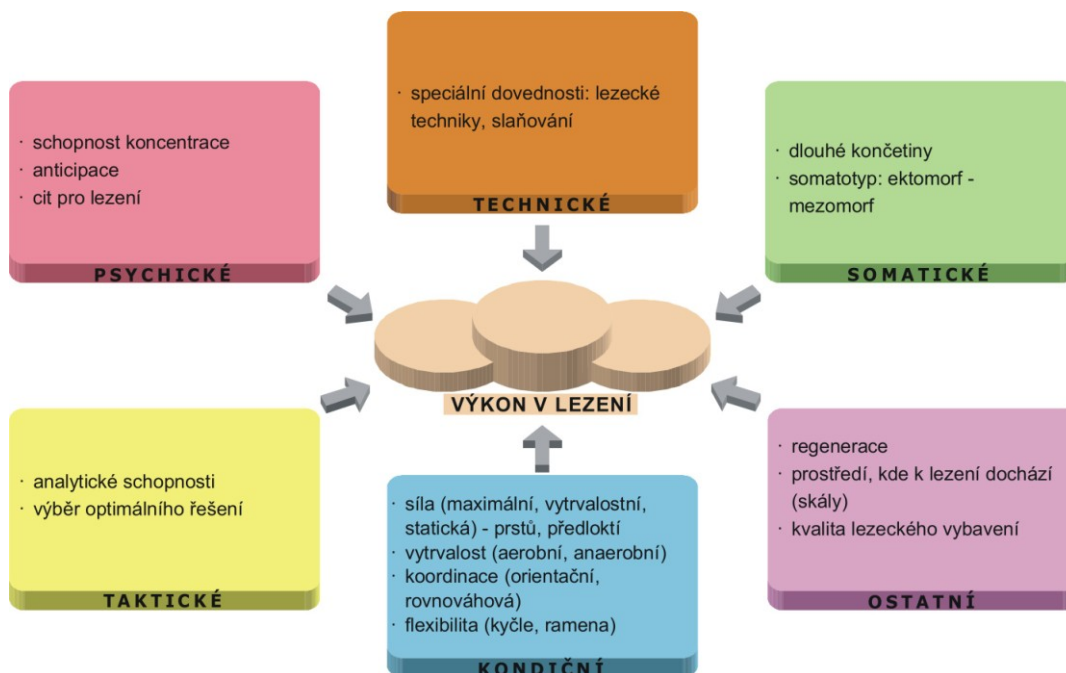 · speciální dovednosti: lezecké
techniky, slaňování
TECHNICKÉ
· schopnost koncentrace
· anticipace
· cit pro lezení
PSYCHICKÉ
· dlouhé končetiny
· somatotyp: ektomorf -
mezomorf
SOMATICKÉ
VÝKON V LEZENÍ
· analytické schopnosti
· výběr optimálního řešení
TAKTICKÉ
· síla (maximální, vytrvalostní,
statická) - prstů, předloktí
· vytrvalost (aerobní, anaerobní)
· koordinace (orientační,
rovnováhová)
· flexibilita (kyčle, ramena)
KONDIČNÍ
· regenerace
· prostředí, kde k lezení dochází
(skály)
· kvalita lezeckého vybavení
OSTATNÍ